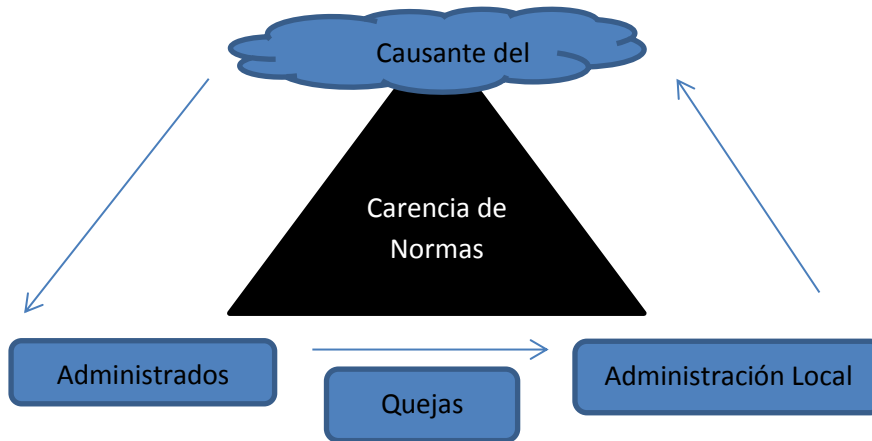 Causante del
Carencia de
Normas
Administrados
Quejas
Administración Local